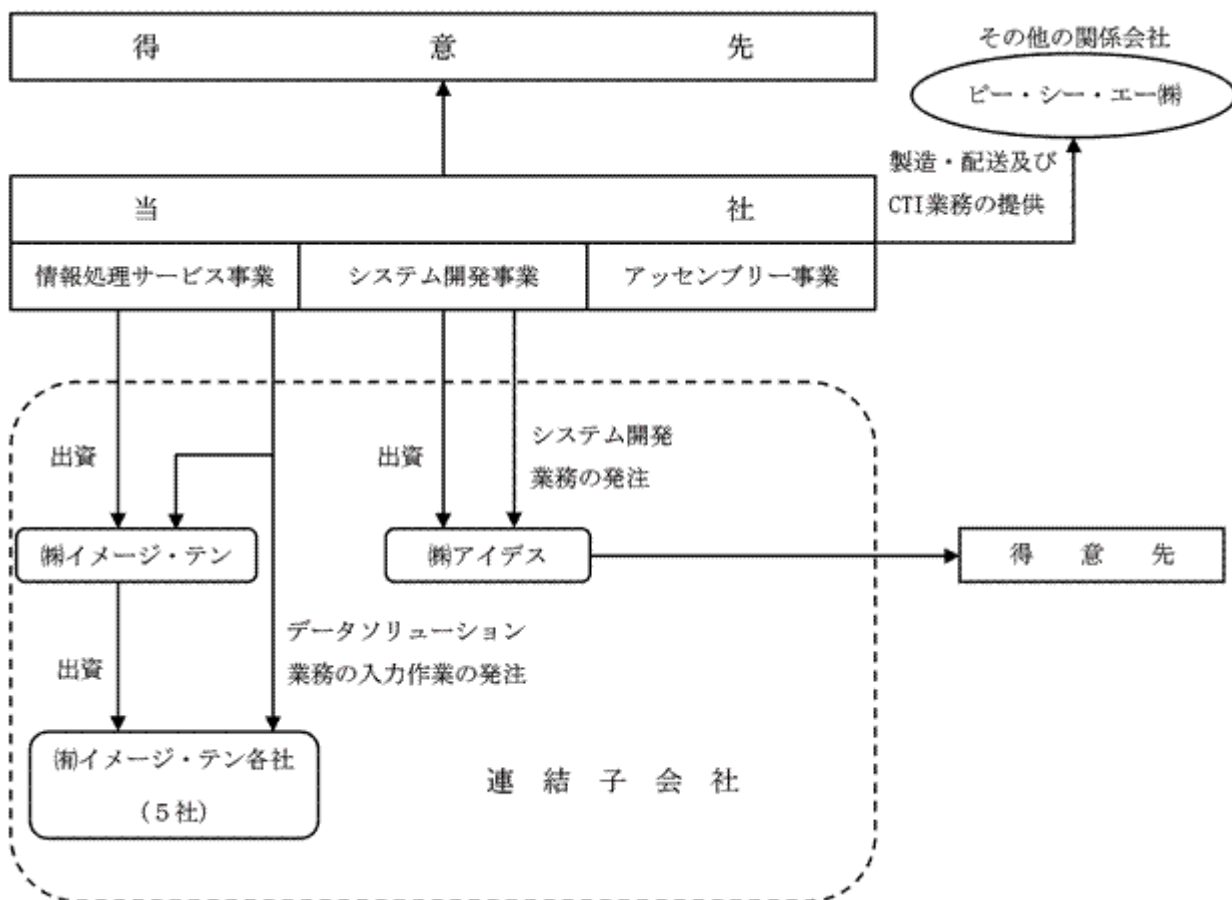 得意先
その他の関係会社
ピー・シー・エー㈱
製造・配送及び
CTI業務の提供
当社
情報処理サービス事業
システム開発事業
アッセンブリー事業
出資
出資
システム開発
業務の発注
㈱イメージ・テン
㈱アイデス
得意先
出資
データソリューション
業務の入力作業の発注
㈲イメージ・テン各社
(5社)
連結子会社